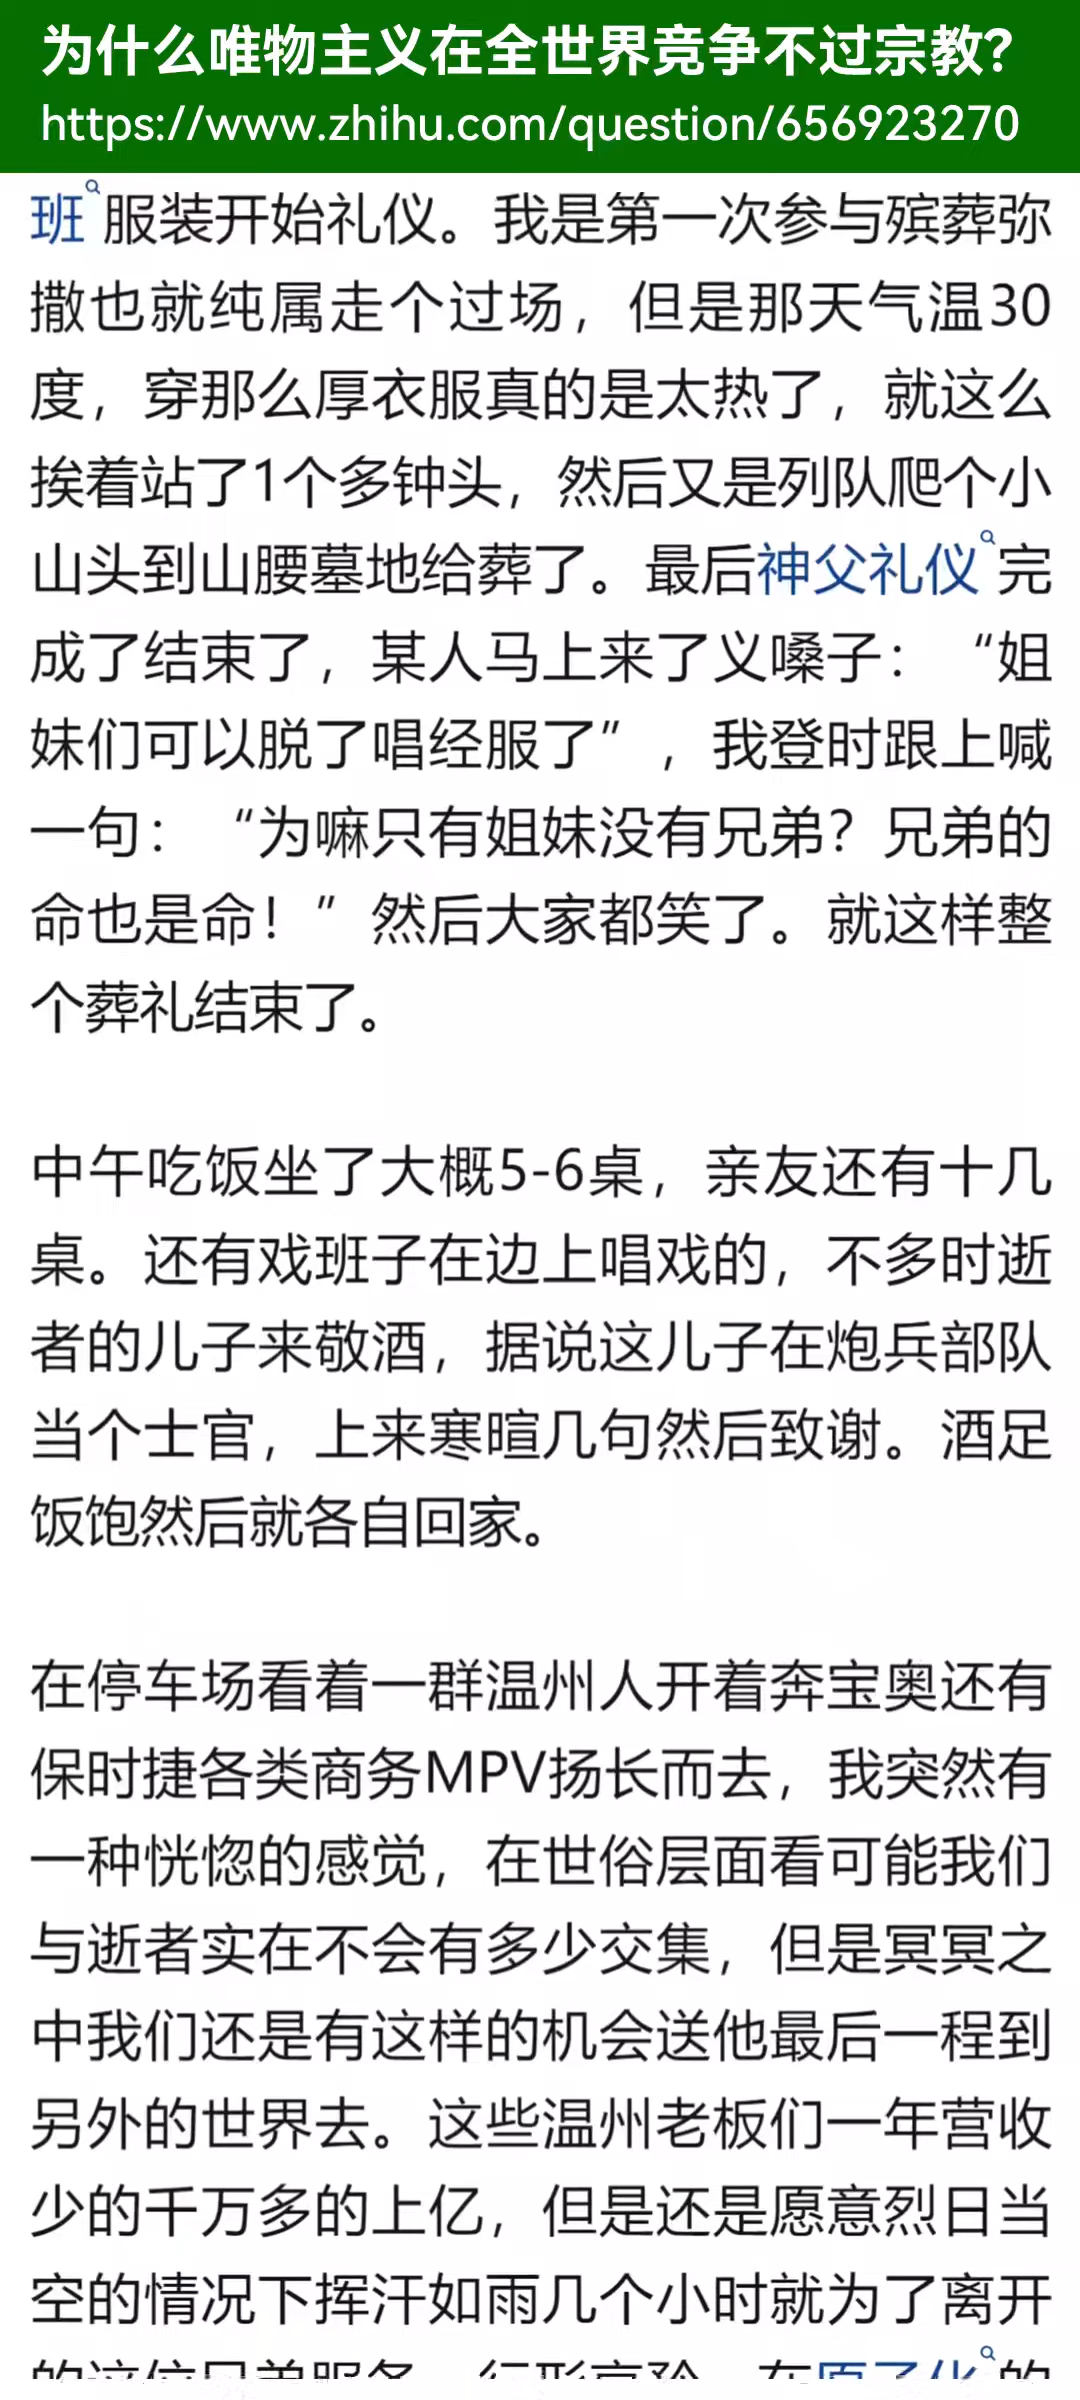 为什么唯物主义在全世界竞争不过宗教?
https://www.zhihu.com/question/656923270
班服装开始礼仪。我是第一次参与殡葬弥
撒也就纯属走个过场，但是那天气温30
度，穿那么厚衣服真的是太热了，就这么
挨着站了1个多钟头，然后又是列队爬个小
山头到山腰墓地给葬了。最后神父礼仪完
成了结束了，某人马上来了义嗓子：“姐
妹们可以脱了唱经服了”，我登时跟上喊
一句：“为嘛只有姐妹没有兄弟？兄弟的
命也是命！”然后大家都笑了。就这样整
个葬礼结束了。
中午吃饭坐了大概5-6桌，亲友还有十几
桌。还有戏班子在边上唱戏的，不多时逝
者的儿子来敬酒，据说这儿子在炮兵部队
当个士官，上来寒暄几句然后致谢。酒足
饭饱然后就各自回家。
在停车场看着一群温州人开着奔宝奥还有
保时捷各类商务MPV扬长而去，我突然有
一种恍惚的感觉，在世俗层面看可能我们
与逝者实在不会有多少交集，但是冥冥之
中我们还是有这样的机会送他最后一程到
另外的世界去。这些温州老板们一年营收
少的千万多的上亿，但是还是愿意烈日当
空的情况下挥汗如雨几个小时就为了离开
的这位兄弟服务，行形哀矜，在原子化的